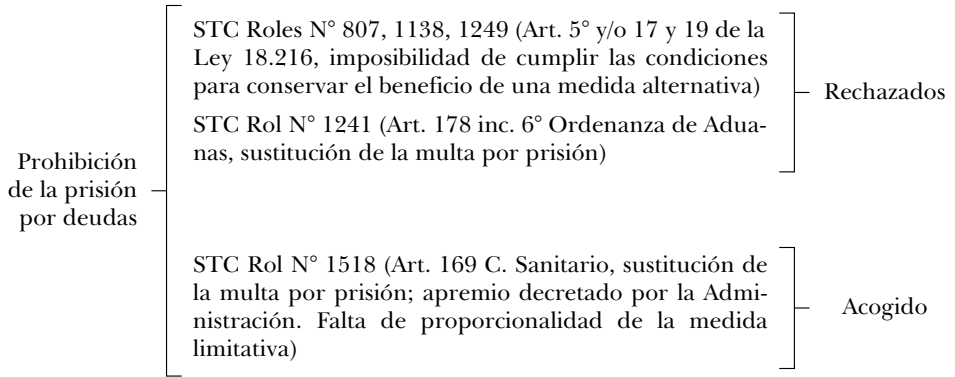 Prohibición
de la prisión
por deudas
STC Roles N° 807, 1138, 1249 (Art. 5° y/o 17 y 19 de la
Ley 18.216, imposibilidad de cumplir las condiciones
para conservar el beneficio de una medida alternativa)
STC Rol N° 1241 (Art. 178 inc. 6° Ordenanza de Adua-
nas, sustitución de la multa por prisión)
Rechazados
STC Rol N° 1518 (Art. 169 C. Sanitario, sustitución de
la multa por prisión; apremio decretado por la Admi-
nistración. Falta de proporcionalidad de la medida
limitativa)
Acogido